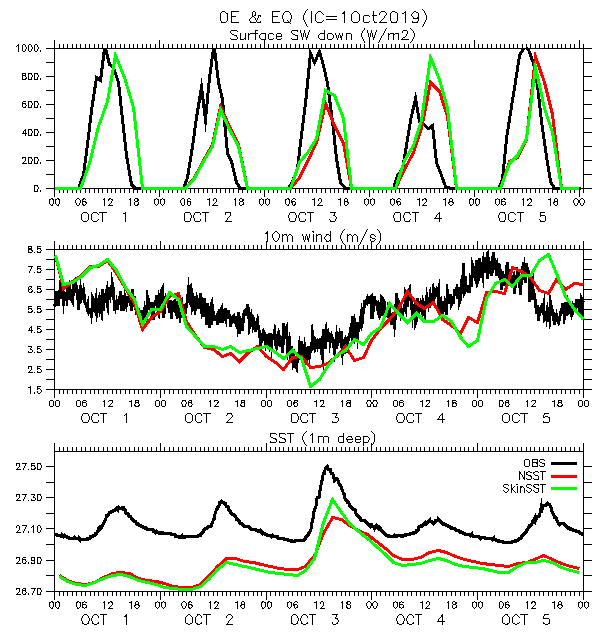 OE & EQ (IC=1Oct2019)
Surface SW down (W/m2)
1000.
800.
600.
400.
200.
0.
00 06 12 18 00 06 12 18 00 06 12 18 00 06 12 18 00 06 12 18 00
OCT 1 OCT 2 OCT 3 OCT 4 OCT 5
10m wind (m/s)
8.5
7.5
6.5
5.5
4.5
3.5
2.5
1.5
00 06 12 18 00 06 12 18 00 06 12 18 00 06 12 18 00 06 12 18 00
OCT 1 OCT 2 OCT 3 OCT 4 OCT 5
SST (1m deep)
OBS
27.50
NSST
SkinSST
27.30
27.10
26.90
26.70
00 06 12 18 00 06 12 18 00 06 12 18 00 06 12 18 00 06 12 18 00
OCT 1 OCT 2 OCT 3 OCT 4 OCT 5